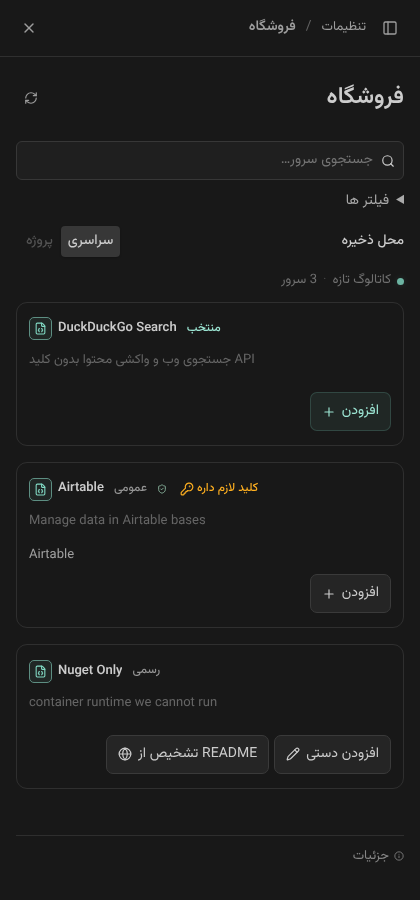 تنظیمات / فروشگاه
فروشگاه
جستجوی سرور...
فیلتر ها
محل ذخیره
سراسری
پروژه
کاتالوگ تازه · 3 سرور
DuckDuckGo Search منتخب
جستجوی وب و واکشی محتوا بدون کلید API
افزودن
Airtable عمومی کلید لازم داره
Manage data in Airtable bases
Airtable
افزودن
Nuget Only رسمی
container runtime we cannot run
افزودن دستی
تشخیص از README
جزئیات